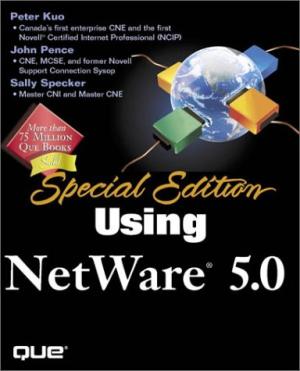 Peter Kuo
• Canada's first enterprise CNE and the first
Novell® Certified Internet Professional (NCIP)
John Pence
• CNE, MCSE, and former Novell
Support Connection Sysop
Sally Specker
• Master CNI and Master CNE
More than
75 MILLION
QUE BOOKS
Sold!
Special Edition
Using
NetWare® 5.0
QUE®